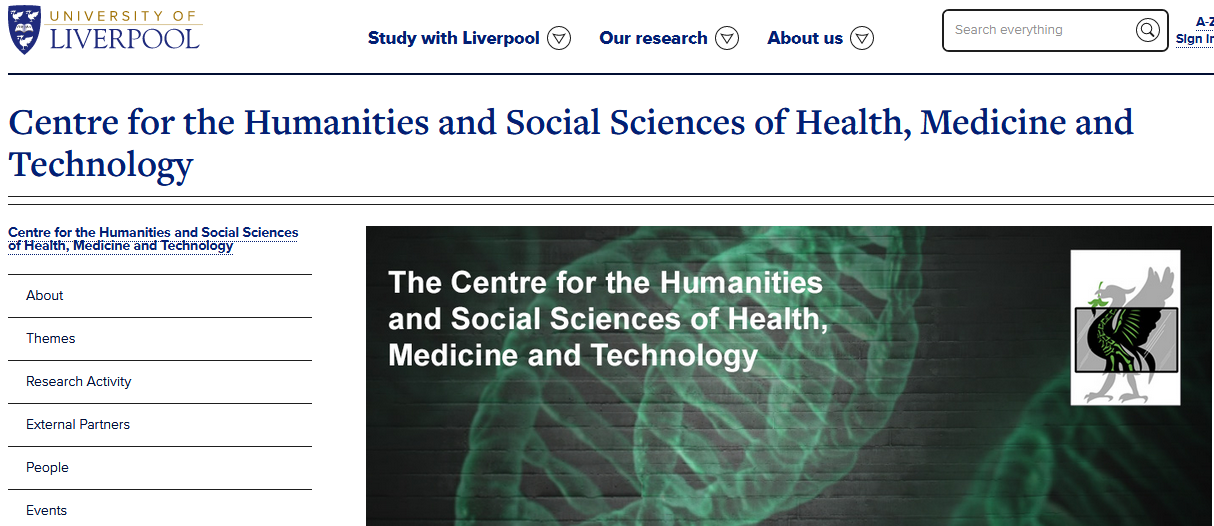 UNIVERSITY OF
LIVERPOOL
Study with Liverpool
Our research
About us
Search everything
A-Z
Sign In
Centre for the Humanities and Social Sciences of Health, Medicine and
Technology
Centre for the Humanities and Social Sciences
of Health, Medicine and Technology
About
Themes
Research Activity
External Partners
People
Events
The Centre for the Humanities
and Social Sciences of Health,
Medicine and Technology